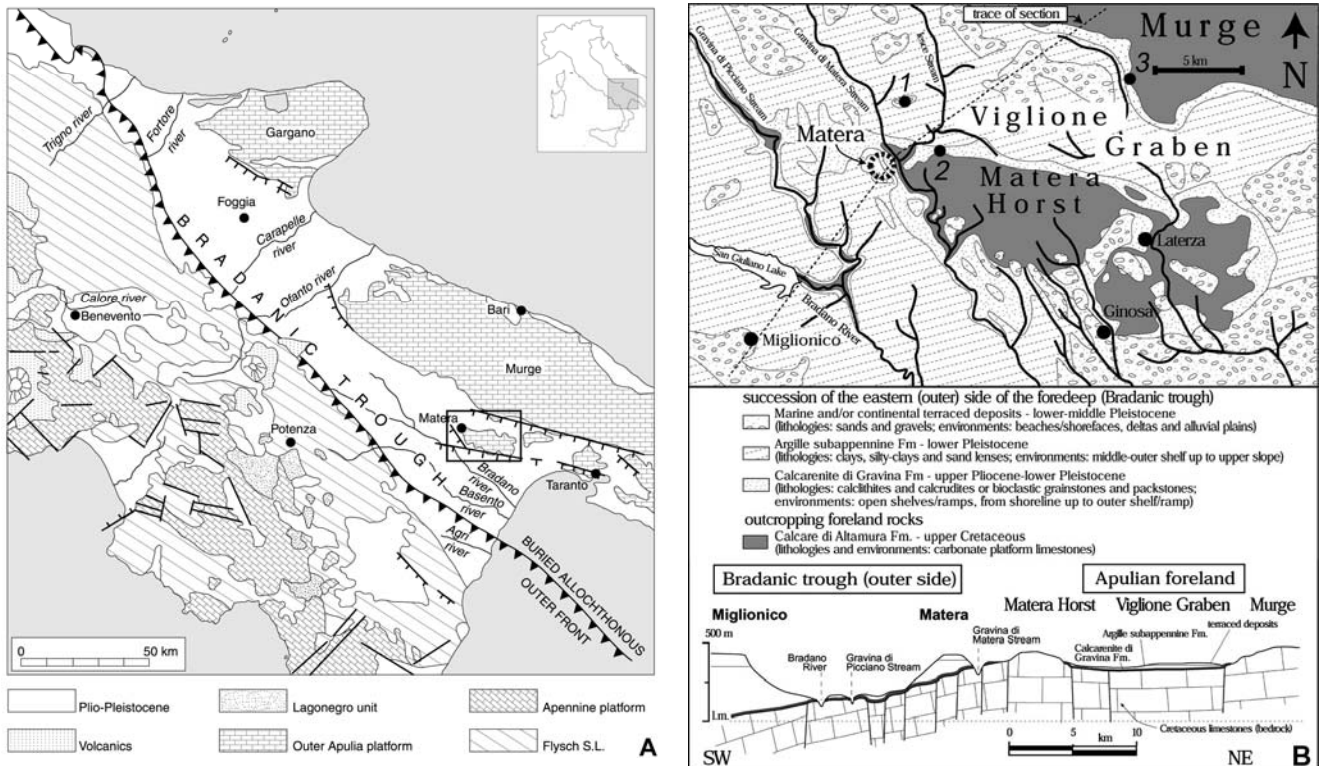 Trigno river
Fortore
river
Gargano
Foggia
Carapelle
river
Ofanto river
BRADANIC TROUGH
Calore river
Benevento
Bari
Murge
Matera
Potenza
Bradano
river
Basento
river
Taranto
Agri
river
BURIED ALLOCHTHONOUS
OUTER FRONT
0
50 km
Plio-Pleistocene
Lagonegro unit
Apennine platform
Volcanics
Outer Apulia platform
Flysch S.L.
A
trace of section
Murge
3
5 km
N
Gravina di Picciano Stream
Gravina di Matera Stream
Jesce Stream
1
Viglione
Graben
Matera
2
Matera
Horst
Laterza
San Giuliano Lake
Bradano River
Ginosa
Miglionico
succession of the eastern (outer) side of the foredeep (Bradanic trough)
Marine and/or continental terraced deposits - lower-middle Pleistocene
(lithologies: sands and gravels; environments: beaches/shorefaces, deltas and alluvial plains)
Argille subappennine Fm - lower Pleistocene
(lithologies: clays, silty-clays and sand lenses; environments: middle-outer shelf up to upper slope)
Calcarenite di Gravina Fm - upper Pliocene-lower Pleistocene
(lithologies: calclithites and calcrudites or bioclastic grainstones and packstones;
environments: open shelves/ramps, from shoreline up to outer shelf/ramp)
outcropping foreland rocks
Calcare di Altamura Fm. - upper Cretaceous
(lithologies and environments: carbonate platform limestones)
Bradanic trough (outer side)
Apulian foreland
Miglionico
Matera
Matera Horst
Viglione Graben
Murge
500 m
Bradano
River
Gravina di
Picciano Stream
Gravina di
Matera Stream
Argille subappennine Fm.
terraced deposits
Calcarenite di
Gravina Fm.
Cretaceous limestones (bedrock)
0 5 10
km
SW
NE
B